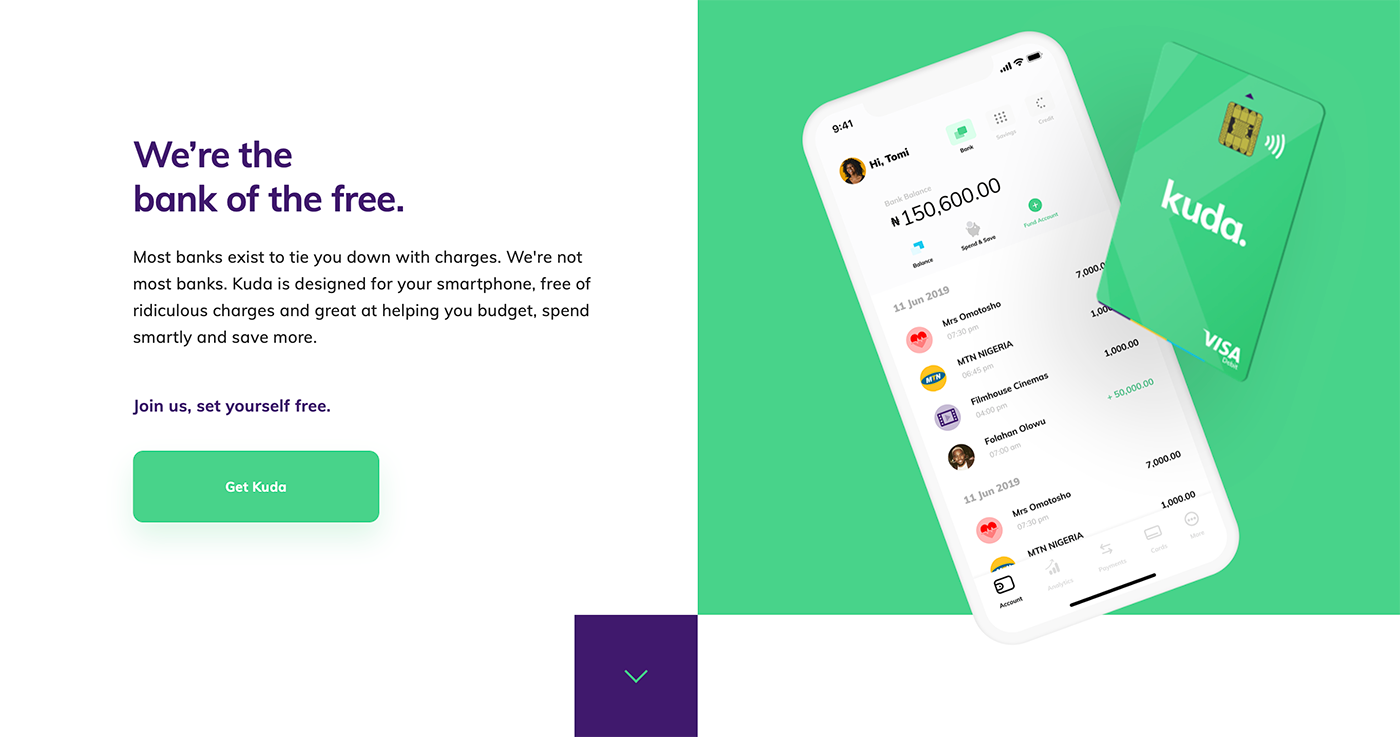 We're the
bank of the free.
Most banks exist to tie you down with charges. We're not
most banks. Kuda is designed for your smartphone, free of
ridiculous charges and great at helping you budget, spend
smartly and save more.
Join us, set yourself free.
Get Kuda
9:41
Hi, Tomi
Bank
Savings
Credit
Bank Balance
₦150,600.00
Balance
Spend & Save
Fund Account
11 Jun 2019
Mrs Omotosho
07:30 pm
7,000.0
MTN
MTN NIGERIA
06:45 pm
1,00
Filmhouse Cinemas
04:00 pm
1,000.00
Folahan Olowu
07:00 am
+ 50,000.00
11 Jun 2019
Mrs Omotosho
07:30 pm
7,000.00
MTN NIGERIA
1,000.00
Account
Analytics
Payments
Cards
More
kuda.
VISA
Debit